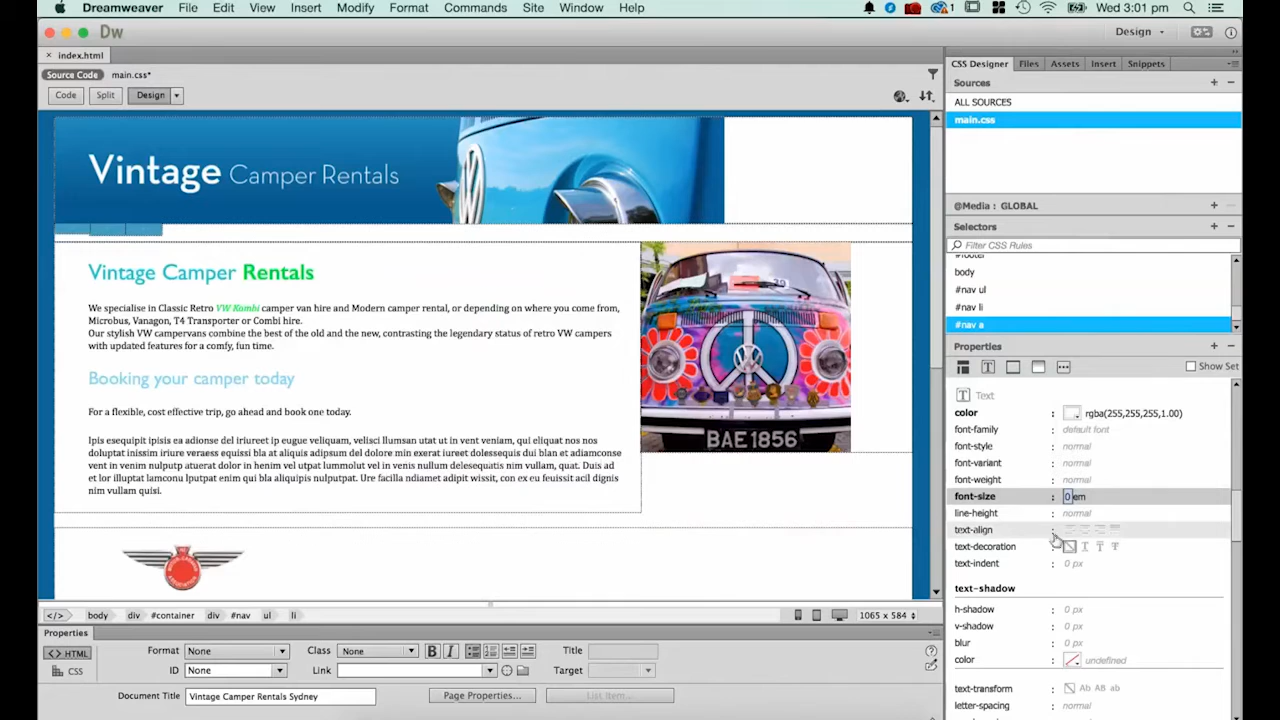 Dreamweaver File Edit View Insert Modify Format Commands Site Window Help 1 Wed 3:01 pm
Dw Design
index.html
CSS Designer Files Assets Insert Snippets
Source Code main.css*
Sources
Code Split Design
ALL SOURCES
main.css
Vintage Camper Rentals
@Media : GLOBAL
Selectors
Filter CSS Rules
#footer
body
#nav ul
#nav li
#nav a
Vintage Camper Rentals
We specialise in Classic Retro VW Kombi camper van hire and Modern camper rental, or depending on where you come from,
Microbus, Vanagon, T4 Transporter or Combi hire.
Our stylish VW campervans combine the best of the old and the new, contrasting the legendary status of retro VW campers
with updated features for a comfy, fun time.
Booking your camper today
For a flexible, cost effective trip, go ahead and book one today.
Ipis esequipit ipisis ea adionse del iriureet ip eugue veliquam, velisci llumsan utat ut in vent veniam, qui eliquat nos
doluptat inissim iriure veraess equissi bla at aliquis adipsum del dolore min exerat iureet dolessequis dui blan et acumsane
vent in venim nulputp atuerat dolor in henim vel utpat lummolut vel in venis nullum delesequatis nim vullam, quat. Duis ad
et lor illutpat lamcono lputpat enim qui bla aliquipis nulputpat. Ure facilla ndiamet adipit wissit, con ex eu feuiscit acil dignis
nim vullam quisi.
BAE 1856
Properties
Show Set
Text
color : rgba(255,255,255,1.00)
font-family : default font
font-style : normal
font-variant : normal
font-weight : normal
font-size : 0 em
line-height : normal
text-align :
text-decoration : T T T
text-indent : 0 px
text-shadow
h-shadow : 0 px
v-shadow : 0 px
blur : 0 px
color : undefined
text-transform : Ab AB ab
letter-spacing : normal
</> body div #container div #nav ul li 1065 x 584
Properties
<> HTML Format None Class None B I Title
CSS ID None Link Target
Document Title Vintage Camper Rentals Sydney Page Properties... List Item...